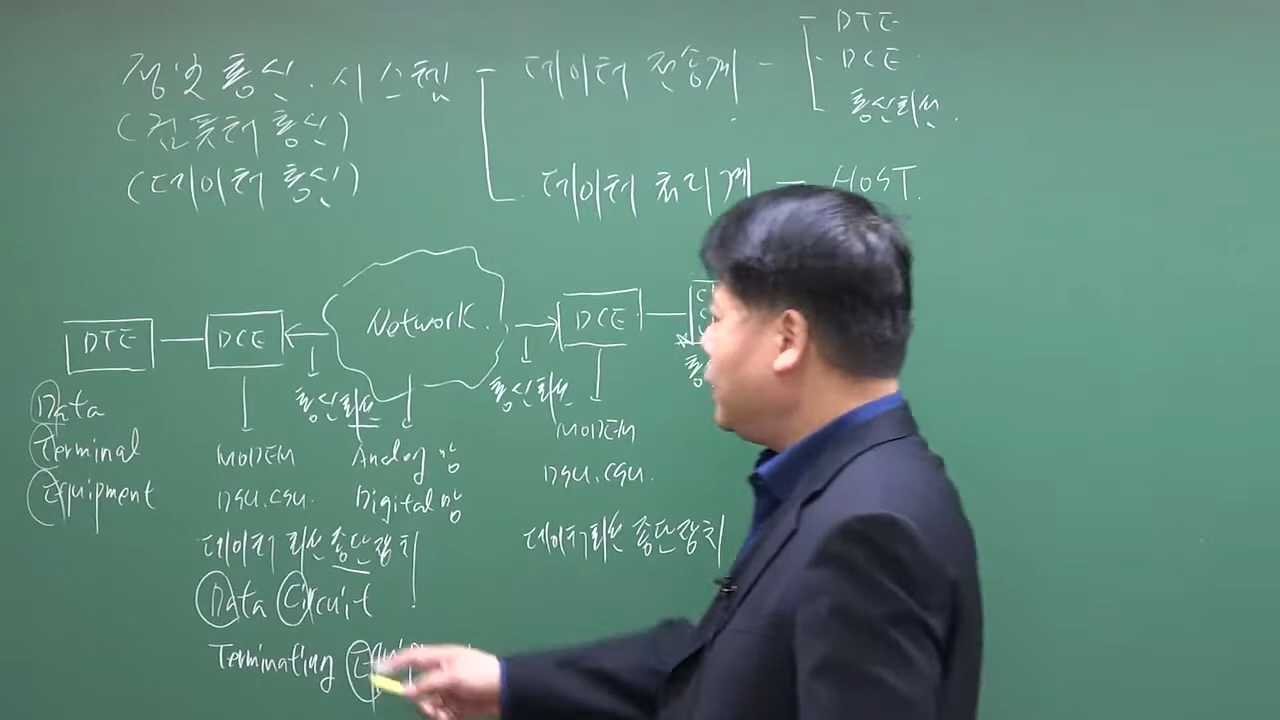 정보통신.시스템 - 데이터 전송계 - DTE
DCE.
통신회선.
(컴퓨터 통신)
(데이터 통신)
데이터 처리계 - HOST.
DTE
DCE
Network.
DCE
통신회선
통신회선
Data
Terminal
Equipment
MODEM
DSU.CSU.
Analog 망
Digital 망
MODEM
DSU.CSU.
데이터 회선 종단장치
데이터회선 종단장치
Data Circuit
Terminating